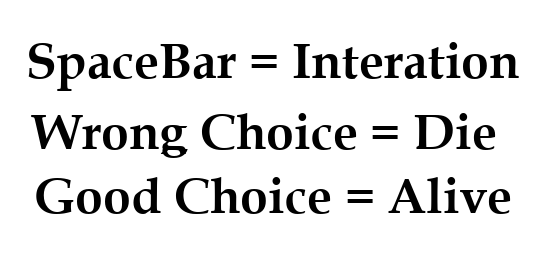 SpaceBar = Interation
Wrong Choice = Die
Good Choice = Alive